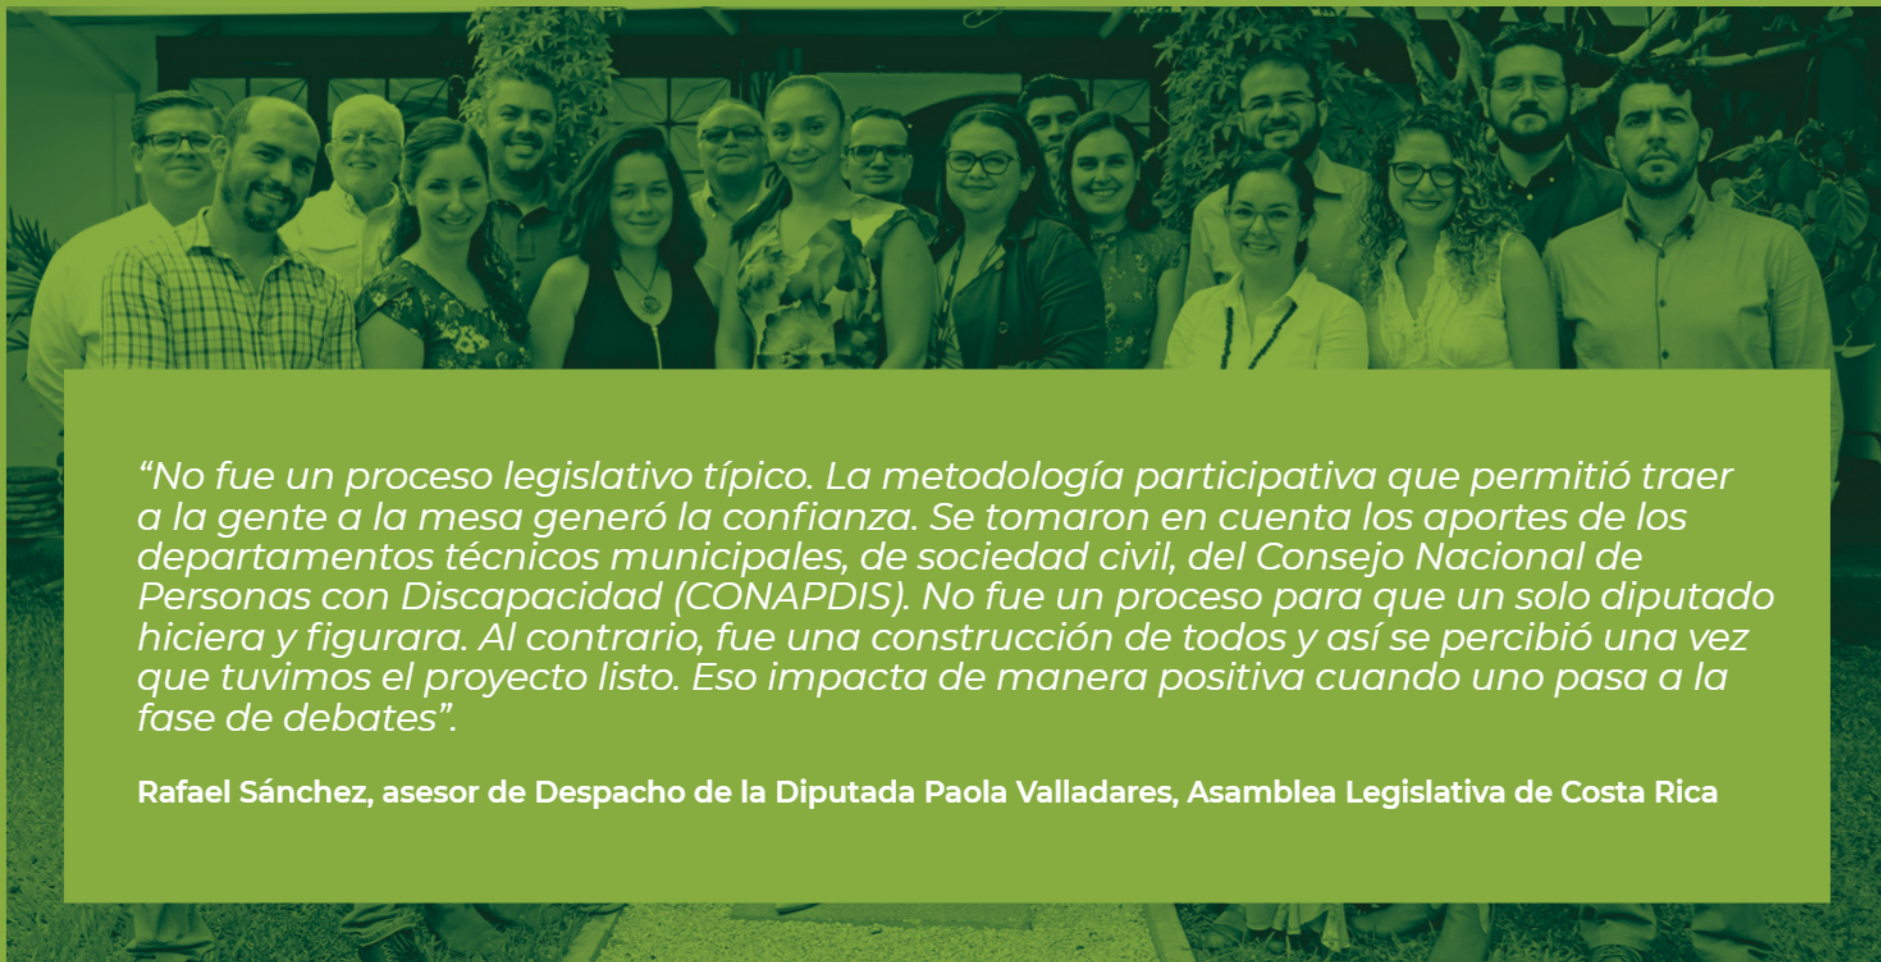 “No fue un proceso legislativo típico. La metodología participativa que permitió traer
a la gente a la mesa generó la confianza. Se tomaron en cuenta los aportes de los
departamentos técnicos municipales, de sociedad civil, del Consejo Nacional de
Personas con Discapacidad (CONAPDIS). No fue un proceso para que un solo diputado
hiciera y figurara. Al contrario, fue una construcción de todos y así se percibió una vez
que tuvimos el proyecto listo. Eso impacta de manera positiva cuando uno pasa a la
fase de debates”.
Rafael Sánchez, asesor de Despacho de la Diputada Paola Valladares, Asamblea Legislativa de Costa Rica